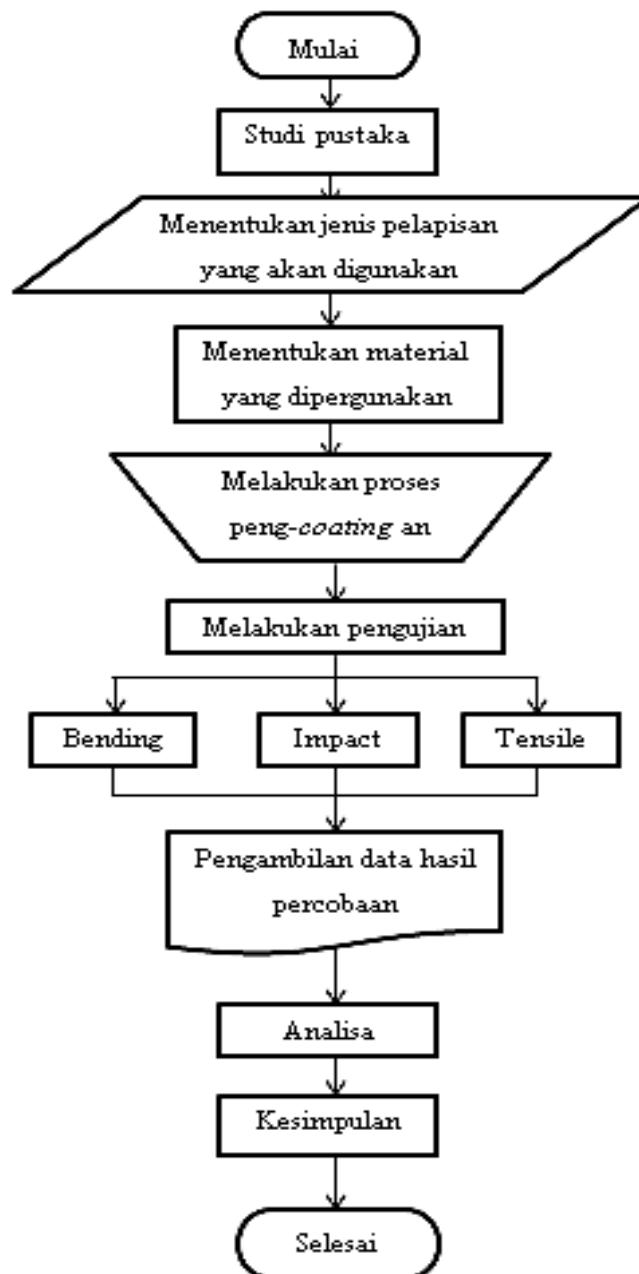 Mulai
Studi pustaka
Menentukan jenis pelapisan
yang akan digunakan
Menentukan material
yang dipergunakan
Melakukan proses
peng-coating an
Melakukan pengujian
Bending
Impact
Tensile
Pengambilan data hasil
percobaan
Analisa
Kesimpulan
Selesai